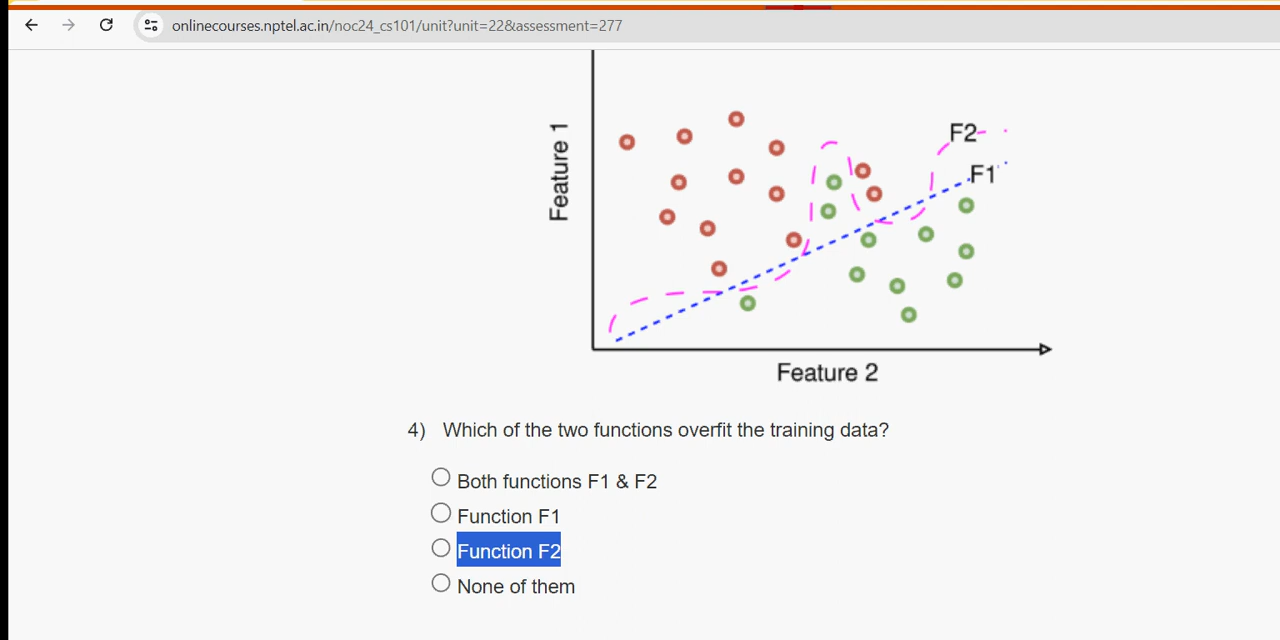 onlinecourses.nptel.ac.in/noc24_cs101/unit?unit=22&assessment=277
Feature 1
F2
F1
Feature 2
4) Which of the two functions overfit the training data?
Both functions F1 & F2
Function F1
Function F2
None of them